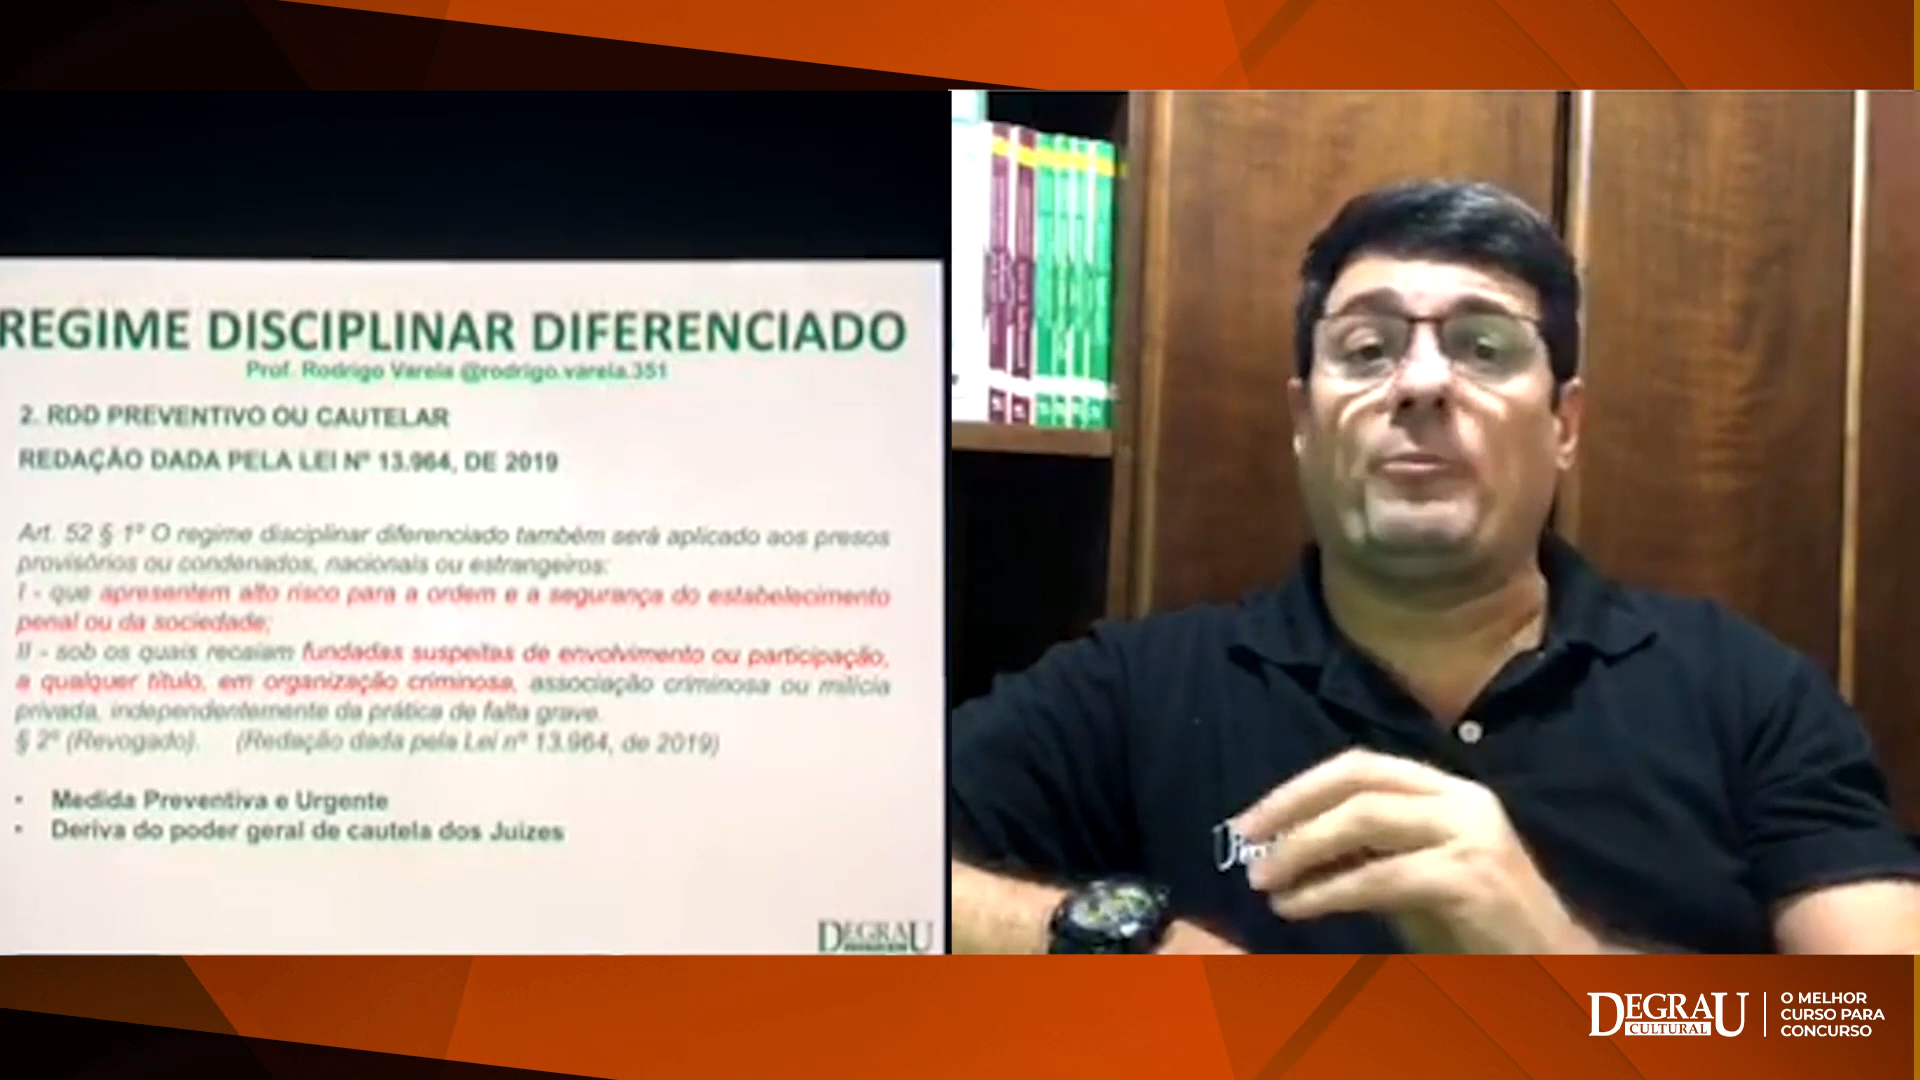 REGIME DISCIPLINAR DIFERENCIADO
Prof. Rodrigo Varela @rodrigo.varela.351
2. RDD PREVENTIVO OU CAUTELAR
REDAÇÃO DADA PELA LEI Nº 13.964, DE 2019
Art. 52 § 1º O regime disciplinar diferenciado também será aplicado aos presos
provisórios ou condenados, nacionais ou estrangeiros:
I - que apresentem alto risco para a ordem e a segurança do estabelecimento
penal ou da sociedade;
II - sob os quais recaiam fundadas suspeitas de envolvimento ou participação,
a qualquer título, em organização criminosa, associação criminosa ou milícia
privada, independentemente da prática de falta grave.
§ 2º (Revogado). (Redação dada pela Lei nº 13.964, de 2019)
• Medida Preventiva e Urgente
• Deriva do poder geral de cautela dos Juizes
DEGRAU
DEGRAU
CULTURAL
O MELHOR
CURSO PARA
CONCURSO